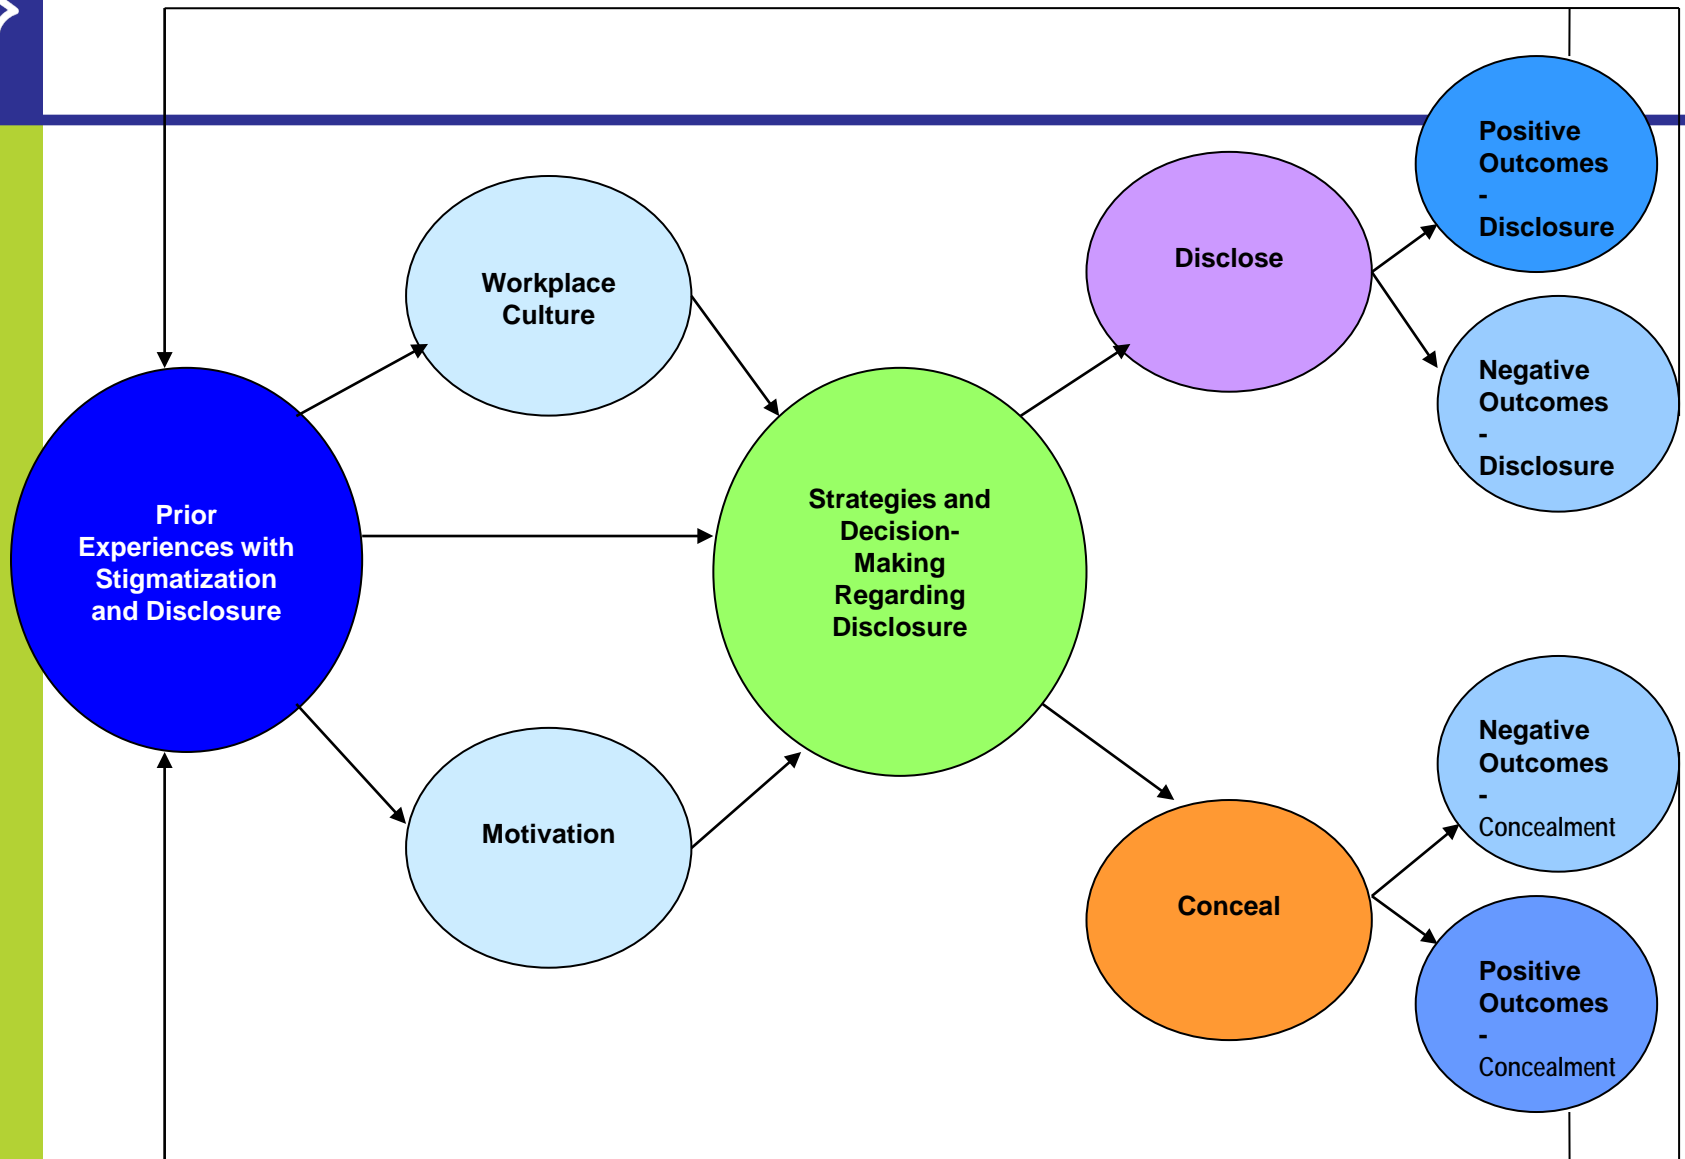 Positive
Outcomes
-
Disclosure
Workplace
Culture
Disclose
Negative
Outcomes
-
Disclosure
Prior
Experiences with
Stigmatization
and Disclosure
Strategies and
Decision-
Making
Regarding
Disclosure
Negative
Outcomes
-
Concealment
Motivation
Conceal
Positive
Outcomes
-
Concealment